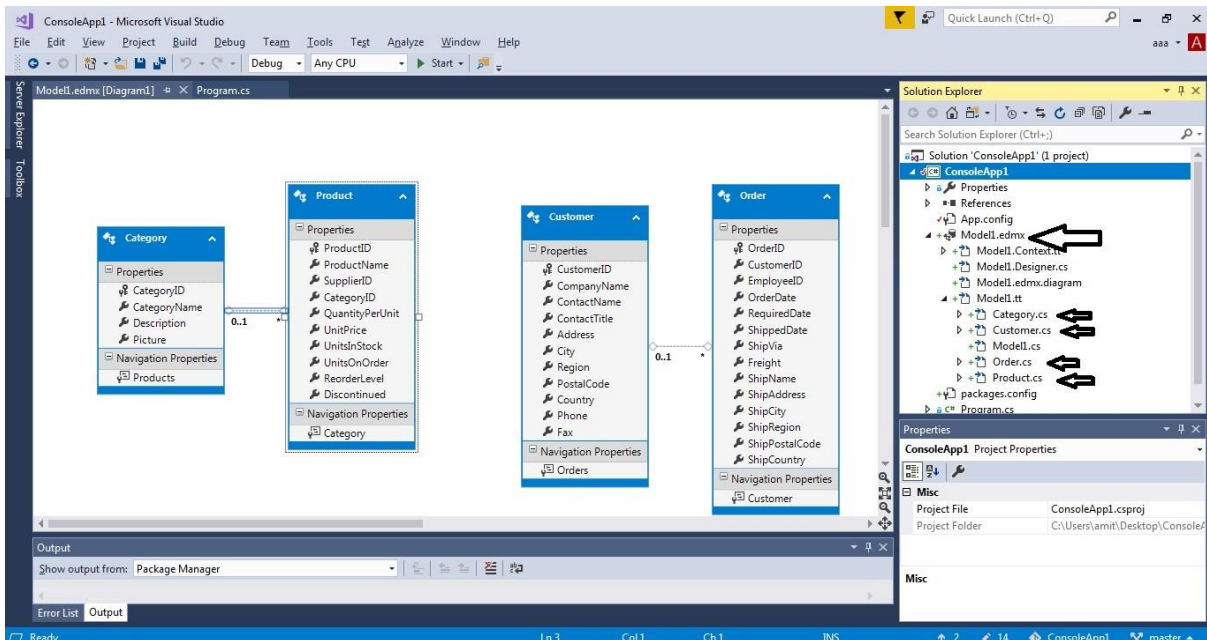 ConsoleApp1 - Microsoft Visual Studio
Quick Launch (Ctrl+Q)
File Edit View Project Build Debug Team Tools Test Analyze Window Help
aaa A
Debug Any CPU Start
Server Explorer
Toolbox
Model1.edmx [Diagram1] Program.cs
Category
Properties
CategoryID
CategoryName
Description
Picture
Navigation Properties
Products
0..1 *
Product
Properties
ProductID
ProductName
SupplierID
CategoryID
QuantityPerUnit
UnitPrice
UnitsInStock
UnitsOnOrder
ReorderLevel
Discontinued
Navigation Properties
Category
Customer
Properties
CustomerID
CompanyName
ContactName
ContactTitle
Address
City
Region
PostalCode
Country
Phone
Fax
Navigation Properties
Orders
0..1 *
Order
Properties
OrderID
CustomerID
EmployeeID
OrderDate
RequiredDate
ShippedDate
ShipVia
Freight
ShipName
ShipAddress
ShipCity
ShipRegion
ShipPostalCode
ShipCountry
Navigation Properties
Customer
Solution Explorer
Search Solution Explorer (Ctrl+;)
Solution 'ConsoleApp1' (1 project)
C# ConsoleApp1
Properties
References
App.config
Model1.edmx
Model1.Context.tt
Model1.Designer.cs
Model1.edmx.diagram
Model1.tt
Category.cs
Customer.cs
Model1.cs
Order.cs
Product.cs
packages.config
C# Program.cs
Properties
ConsoleApp1 Project Properties
Misc
Project File ConsoleApp1.csproj
Project Folder C:\Users\amit\Desktop\ConsoleA
Misc
Output
Show output from: Package Manager
Error List Output
Ready Ln 3 Col 1 Ch 1 INS 2 14 ConsoleApp1 master